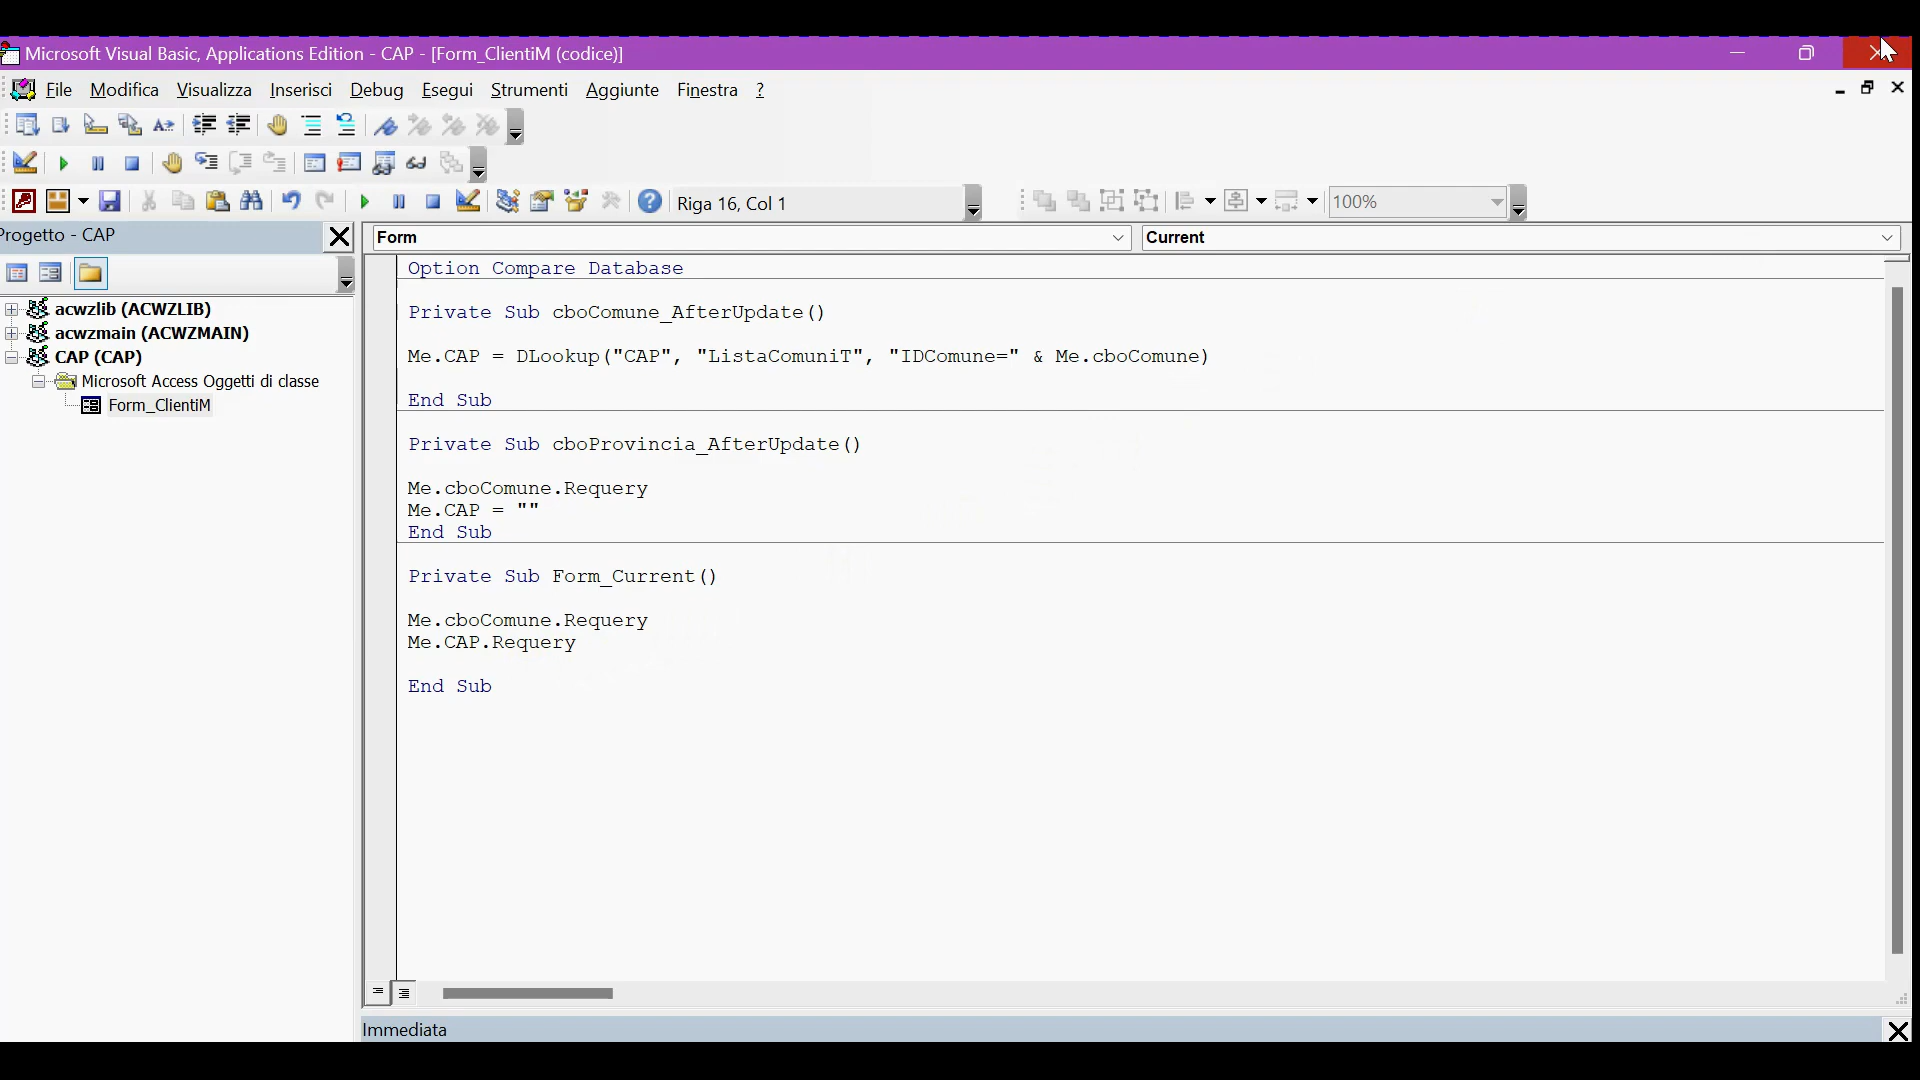 Microsoft Visual Basic, Applications Edition - CAP - [Form_ClientiM (codice)]
File Modifica Visualizza Inserisci Debug Esegui Strumenti Aggiunte Finestra ?
Riga 16, Col 1
100%
Progetto - CAP
Form
Current
acwzlib (ACWZLIB)
acwzmain (ACWZMAIN)
CAP (CAP)
Microsoft Access Oggetti di classe
Form_ClientiM
Option Compare Database
Private Sub cboComune_AfterUpdate()
Me.CAP = DLookup("CAP", "ListaComuniT", "IDComune=" & Me.cboComune)
End Sub
Private Sub cboProvincia_AfterUpdate()
Me.cboComune.Requery
Me.CAP = ""
End Sub
Private Sub Form_Current()
Me.cboComune.Requery
Me.CAP.Requery
End Sub
Immediata